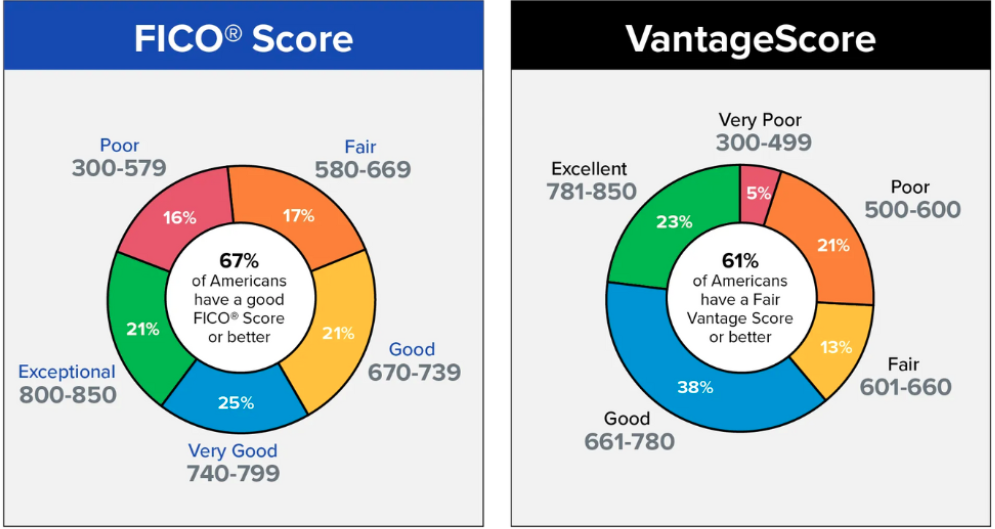 FICO® Score
Poor
300-579
Fair
580-669
16%
17%
67%
of Americans
have a good
FICO® Score
or better
21%
21%
Good
670-739
Exceptional
800-850
25%
Very Good
740-799
VantageScore
Very Poor
300-499
Excellent
781-850
Poor
500-600
5%
23%
21%
61%
of Americans
have a Fair
Vantage Score
or better
13%
Fair
601-660
38%
Good
661-780